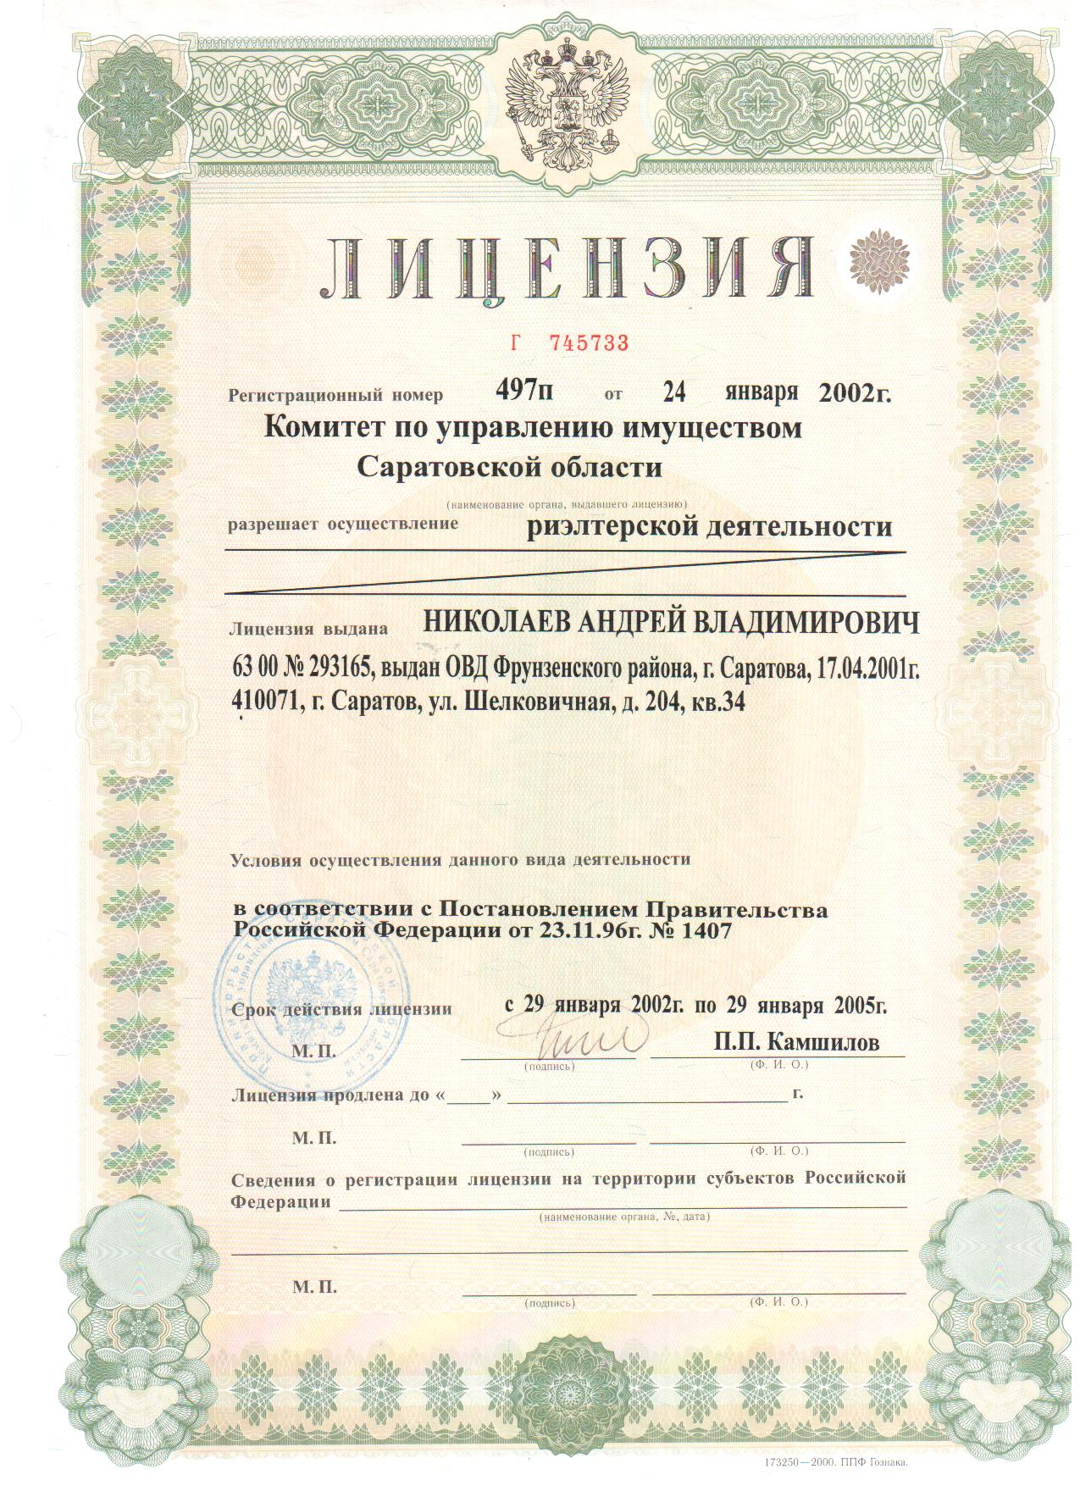 ЛИЦЕНЗИЯ
Г 745733
Регистрационный номер 497п от 24 января 2002г.
Комитет по управлению имуществом
Саратовской области
(наименование органа, выдавшего лицензию)
разрешает осуществление риэлтерской деятельности
Лицензия выдана НИКОЛАЕВ АНДРЕЙ ВЛАДИМИРОВИЧ
63 00 № 293165, выдан ОВД Фрунзенского района, г. Саратова, 17.04.2001г.
410071, г. Саратов, ул. Шелковичная, д. 204, кв.34
Условия осуществления данного вида деятельности
в соответствии с Постановлением Правительства
Российской Федерации от 23.11.96г. № 1407
Срок действия лицензии с 29 января 2002г. по 29 января 2005г.
М. П. П.П. Камшилов
(подпись) (Ф. И. О.)
Лицензия продлена до «____» ____________________ г.
М. П.
(подпись) (Ф. И. О.)
Сведения о регистрации лицензии на территории субъектов Российской
Федерации
(наименование органа, №, дата)
М. П.
(подпись) (Ф. И. О.)
173250—2000. ППФ Гознака.